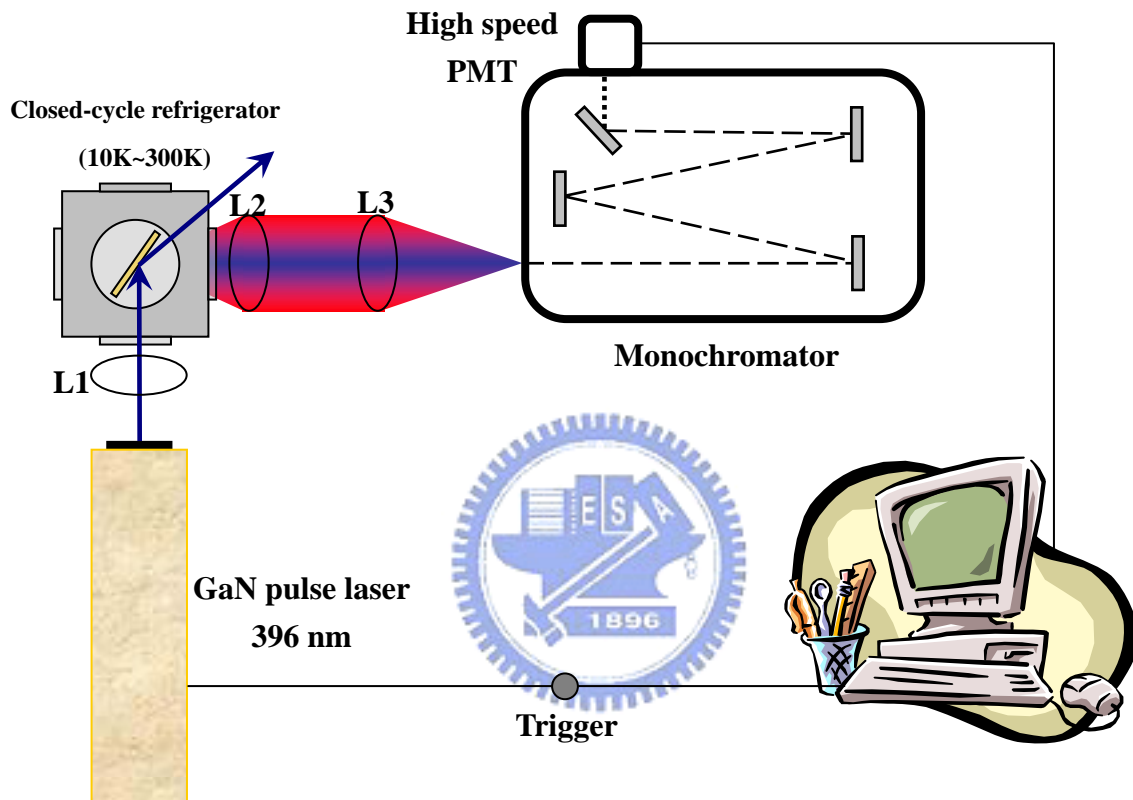 High speed
PMT
Closed-cycle refrigerator
(10K~300K)
L2
L3
Monochromator
L1
E S A
1896
GaN pulse laser
396 nm
Trigger